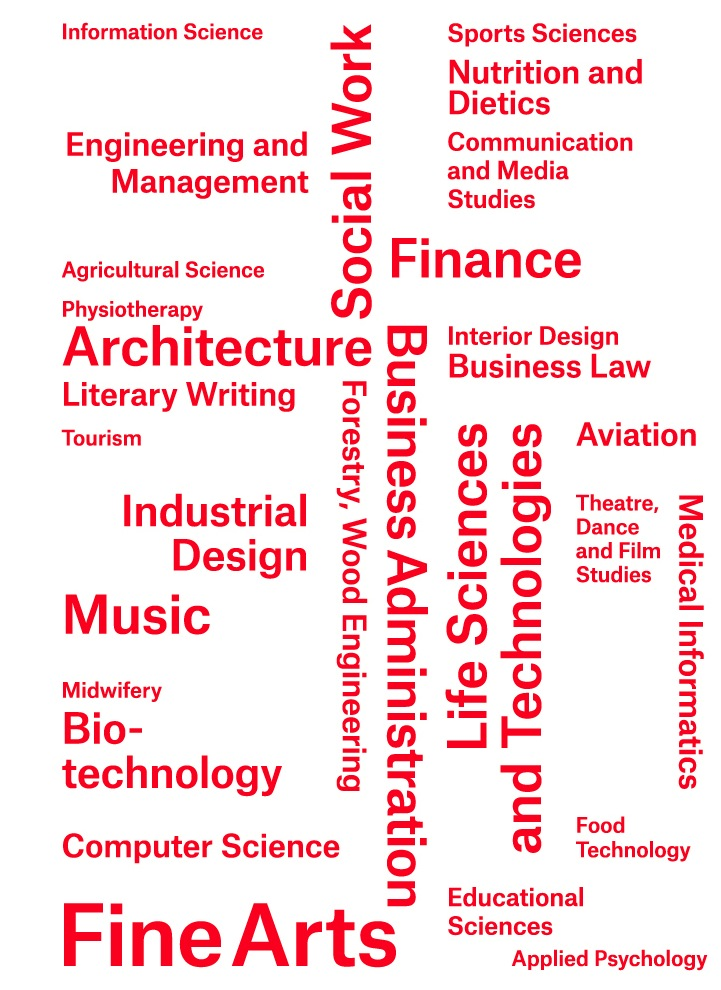 Information Science
Engineering and
Management
Agricultural Science
Physiotherapy
Architecture
Literary Writing
Tourism
Industrial
Design
Music
Midwifery
Bio-
technology
Computer Science
Fine Arts
Social Work
Forestry, Wood Engineering
Business Administration
Sports Sciences
Nutrition and
Dietics
Communication
and Media
Studies
Finance
Interior Design
Business Law
Life Sciences
and Technologies
Aviation
Theatre,
Dance
and Film
Studies
Medical Informatics
Food
Technology
Educational
Sciences
Applied Psychology